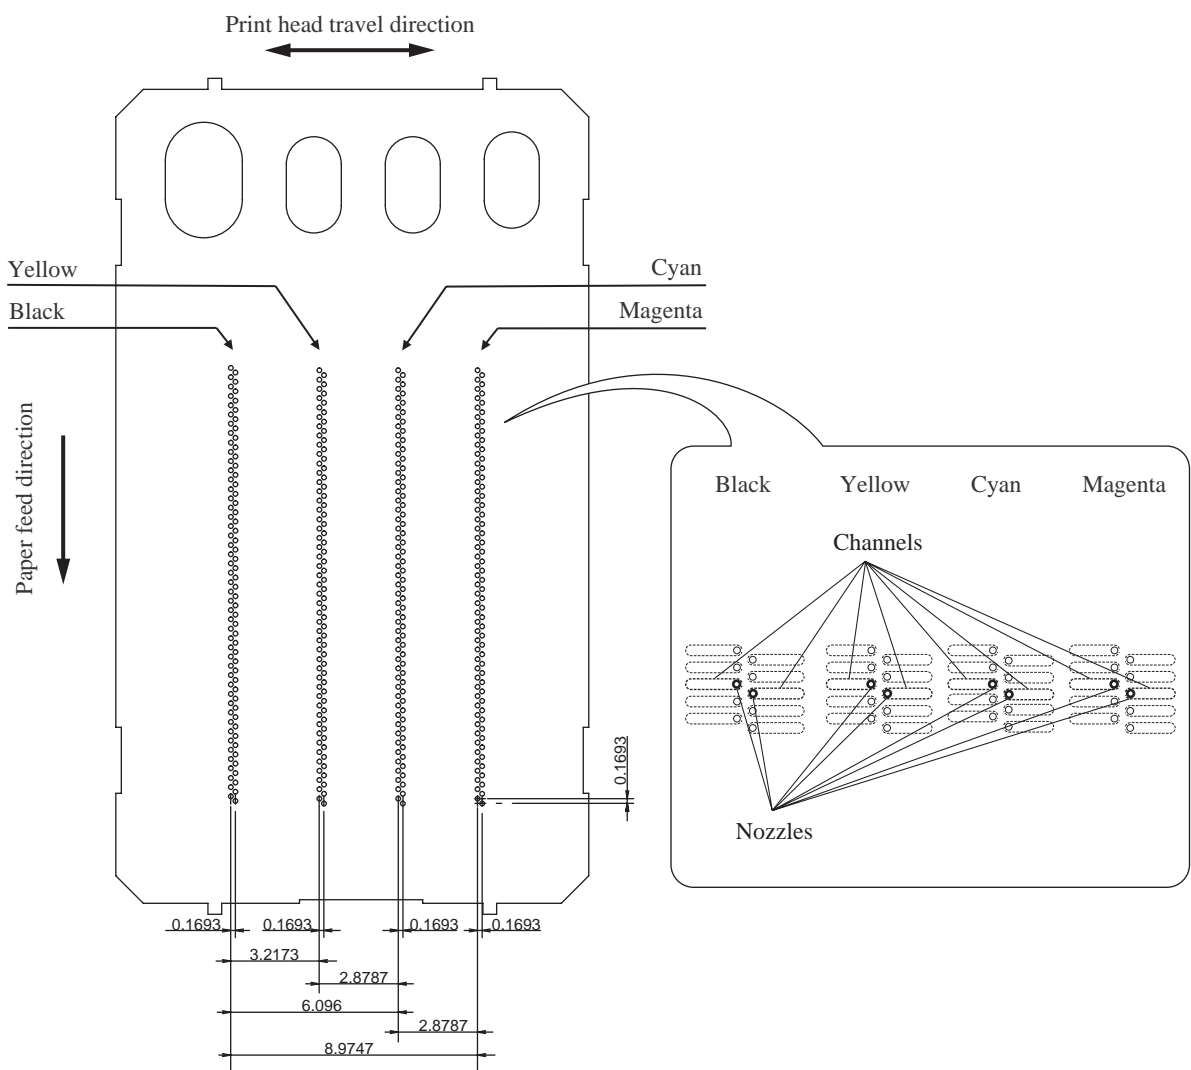 Print head travel direction
Yellow
Cyan
Black
Magenta
Paper feed direction
Black Yellow Cyan Magenta
Channels
0.1693
Nozzles
0.1693 0.1693 0.1693 0.1693
3.2173
2.8787
6.096
2.8787
8.9747